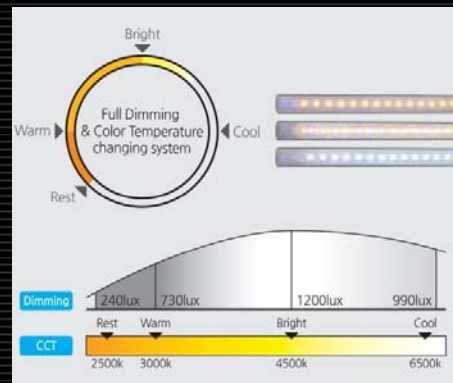 Bright
Full Dimming
& Color Temperature
changing system
Warm
Cool
Rest
Dimming
240lux
730lux
1200lux
990lux
Rest
Warm
Bright
Cool
CCT
2500k
3000k
4500k
6500k